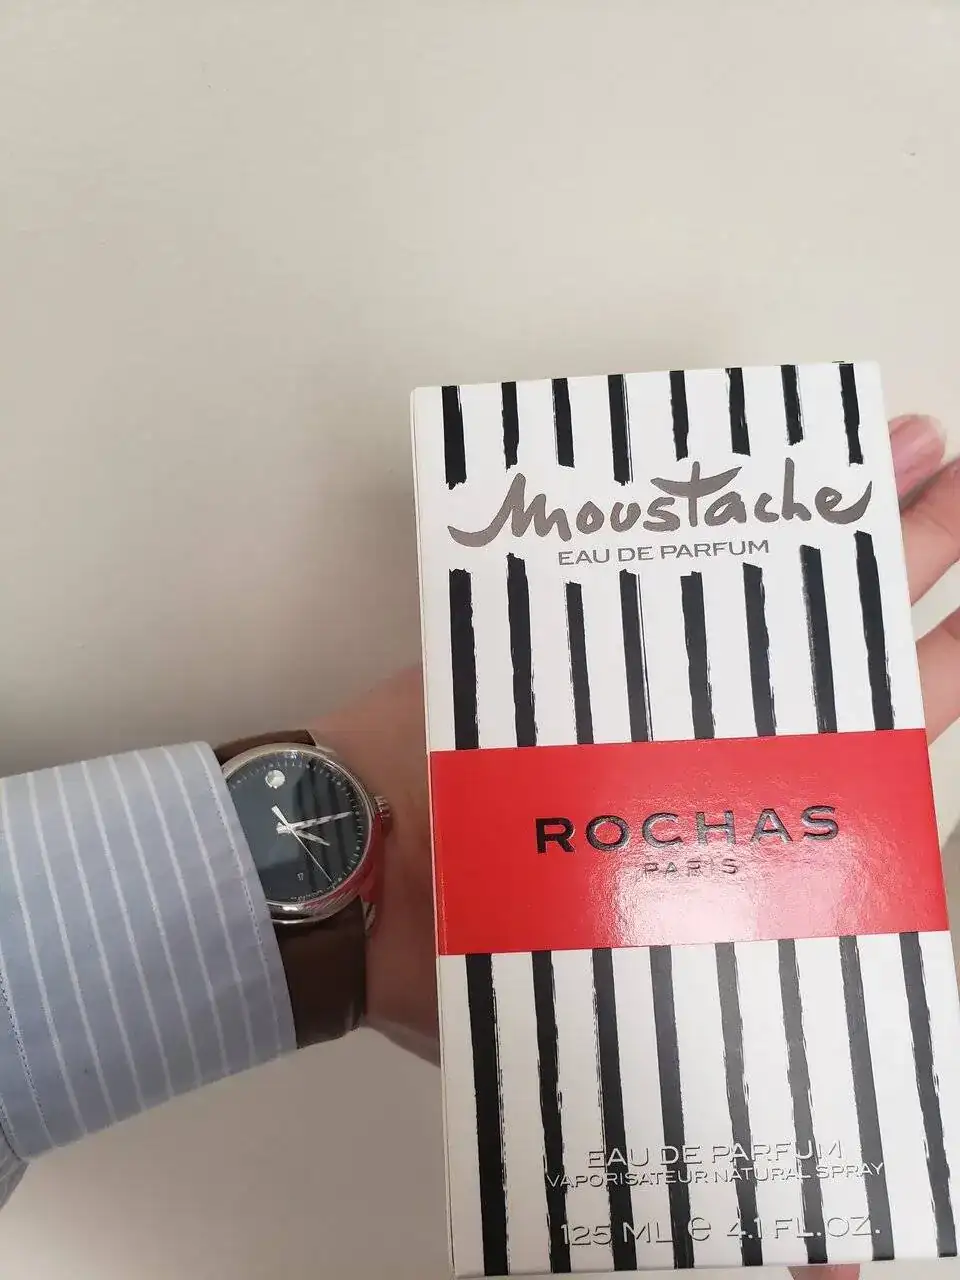 Moustache
EAU DE PARFUM
ROCHAS
PARIS
EAU DE PARFUM
VAPORISATEUR NATURAL SPRAY
125 ML e 4.1 FL.OZ.